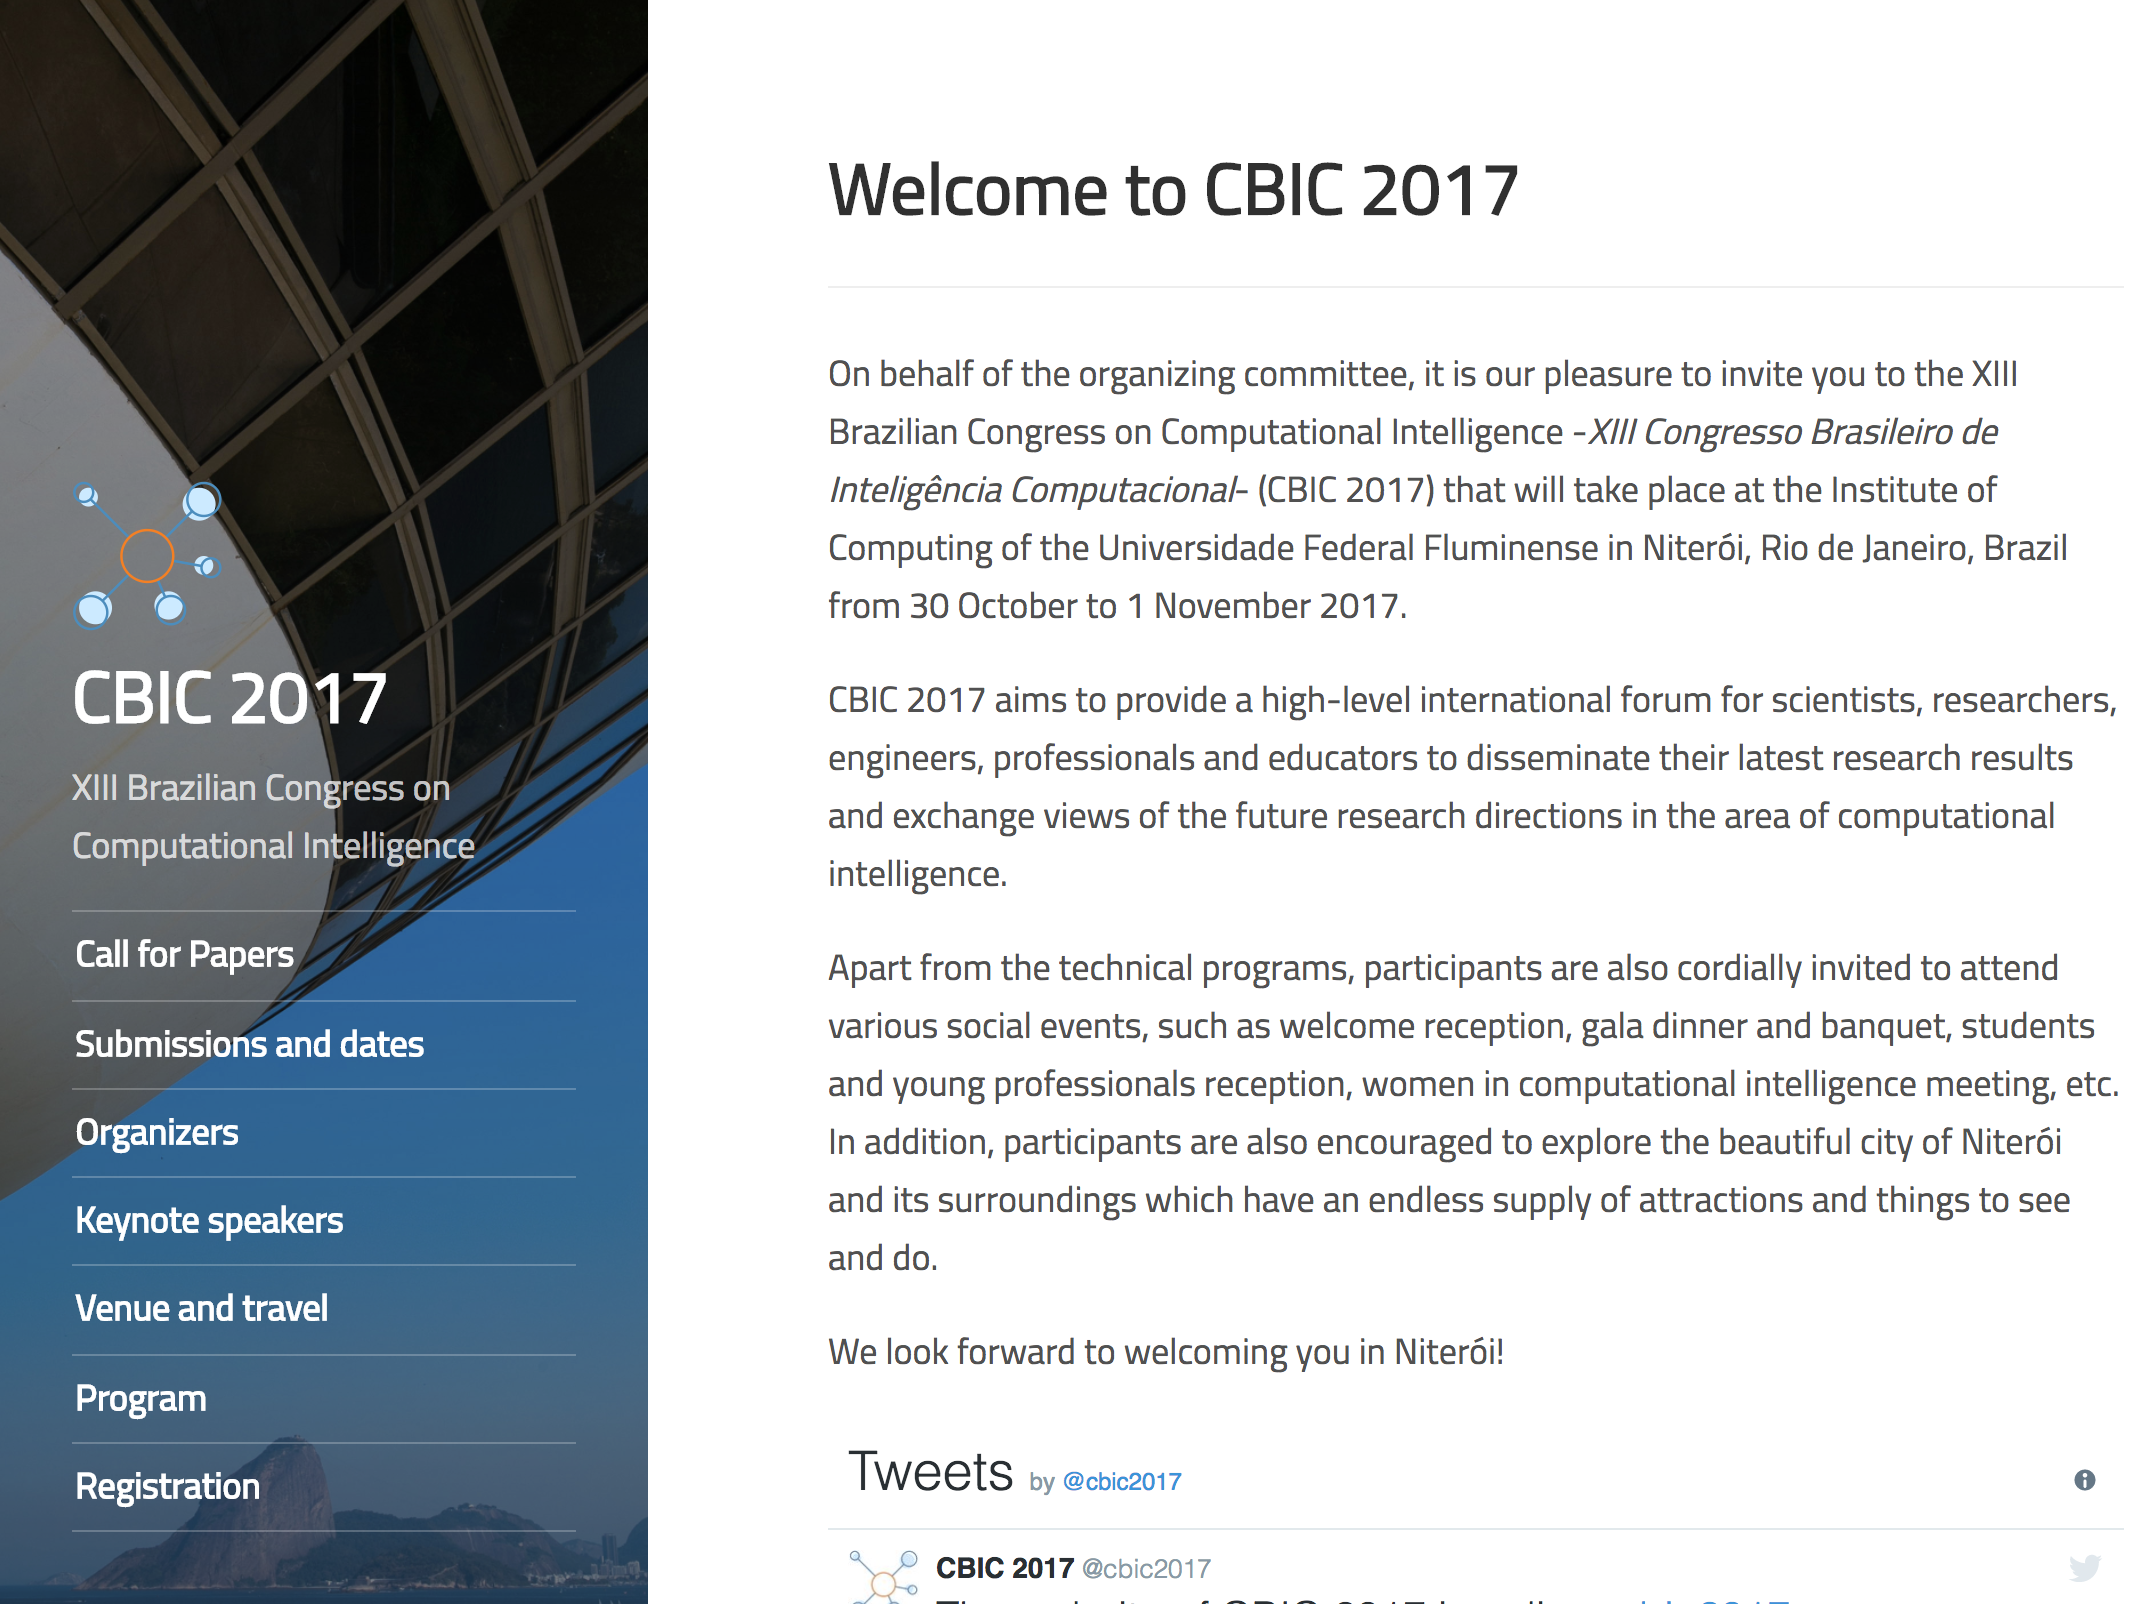 CBIC 2017
XIII Brazilian Congress on
Computational Intelligence
Call for Papers
Submissions and dates
Organizers
Keynote speakers
Venue and travel
Program
Registration
Welcome to CBIC 2017
On behalf of the organizing committee, it is our pleasure to invite you to the XIII
Brazilian Congress on Computational Intelligence -XIII Congresso Brasileiro de
Inteligência Computacional- (CBIC 2017) that will take place at the Institute of
Computing of the Universidade Federal Fluminense in Niterói, Rio de Janeiro, Brazil
from 30 October to 1 November 2017.
CBIC 2017 aims to provide a high-level international forum for scientists, researchers,
engineers, professionals and educators to disseminate their latest research results
and exchange views of the future research directions in the area of computational
intelligence.
Apart from the technical programs, participants are also cordially invited to attend
various social events, such as welcome reception, gala dinner and banquet, students
and young professionals reception, women in computational intelligence meeting, etc.
In addition, participants are also encouraged to explore the beautiful city of Niterói
and its surroundings which have an endless supply of attractions and things to see
and do.
We look forward to welcoming you in Niterói!
Tweets by @cbic2017
CBIC 2017 @cbic2017